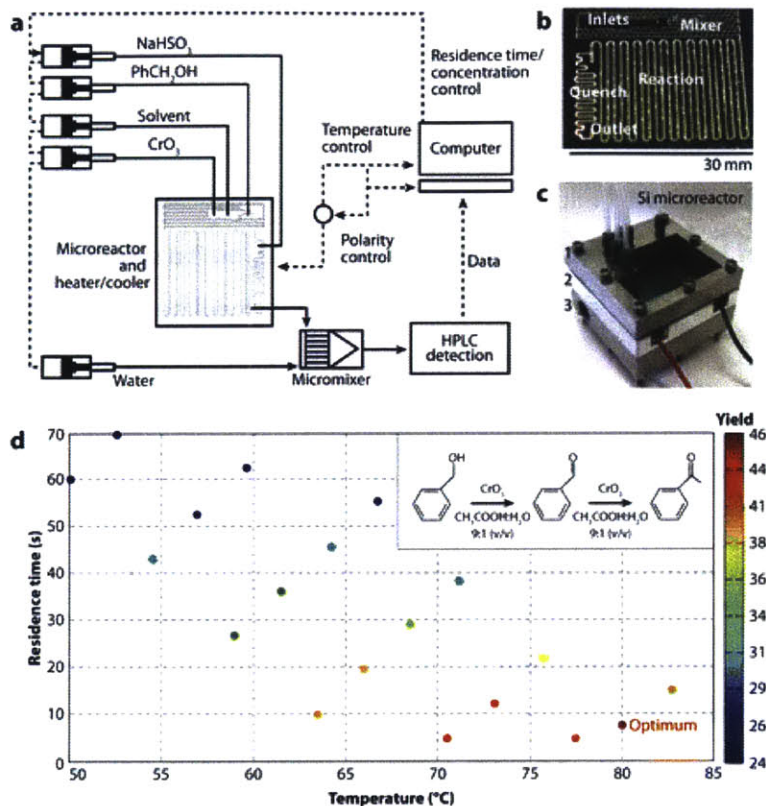 a
NaHSO₃
PhCH₂OH
Solvent
CrO₃
Residence time/
concentration
control
Temperature
control
Computer
Microreactor
and
heater/cooler
Polarity
control
Data
HPLC
detection
Micromixer
Water
b
Inlets
Mixer
Reaction
Quench
Outlet
30 mm
c
Si microreactor
1
2
3
d
Yield
46
44
41
39
36
34
31
29
26
24
70
60
50
40
30
20
10
0
Residence time (s)
OH
O
O
CrO₃
CrO₃
CH₃COOH:H₂O
CH₃COOH:H₂O
9:1 (v/v)
9:1 (v/v)
Optimum
50
55
60
65
70
75
80
85
Temperature (°C)